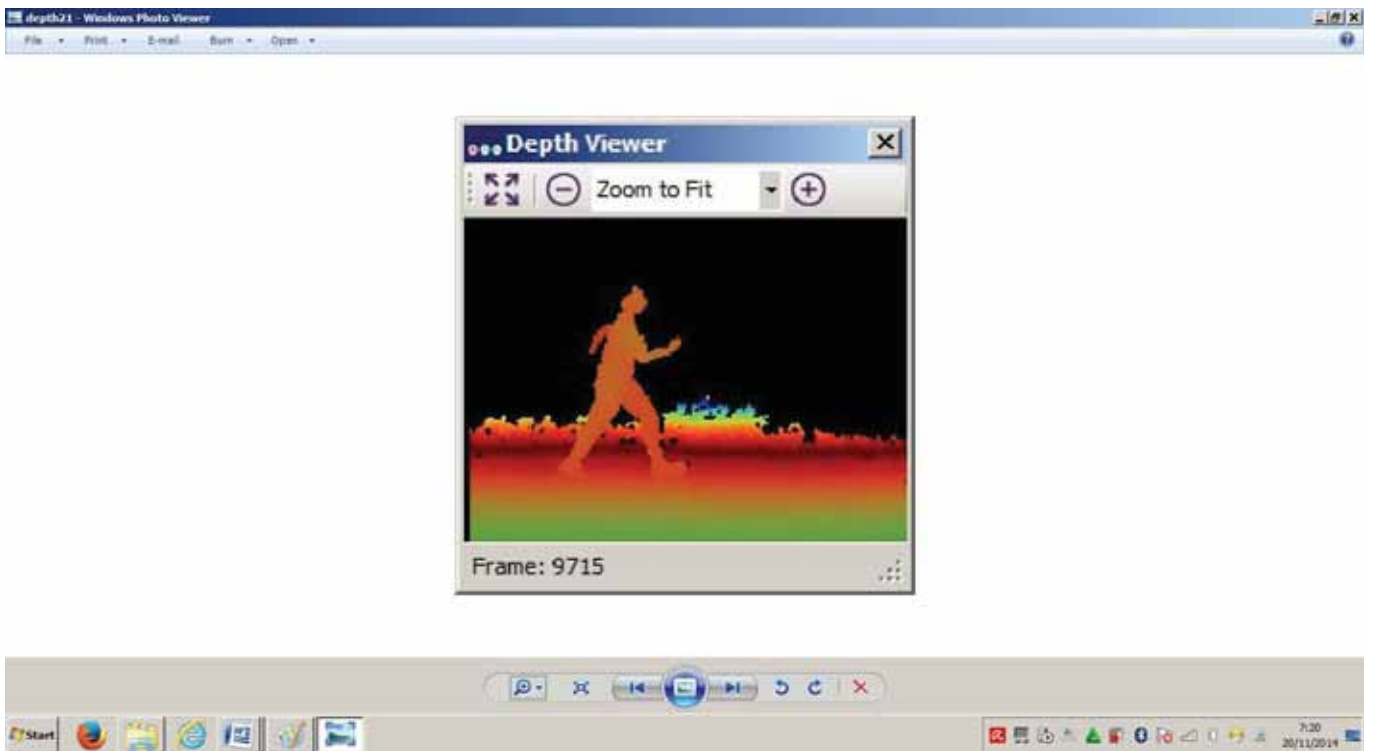 depth21 - Windows Photo Viewer
File Print E-mail Burn Open
Depth Viewer
Zoom to Fit
Frame: 9715
Start
7:20
20/11/2014